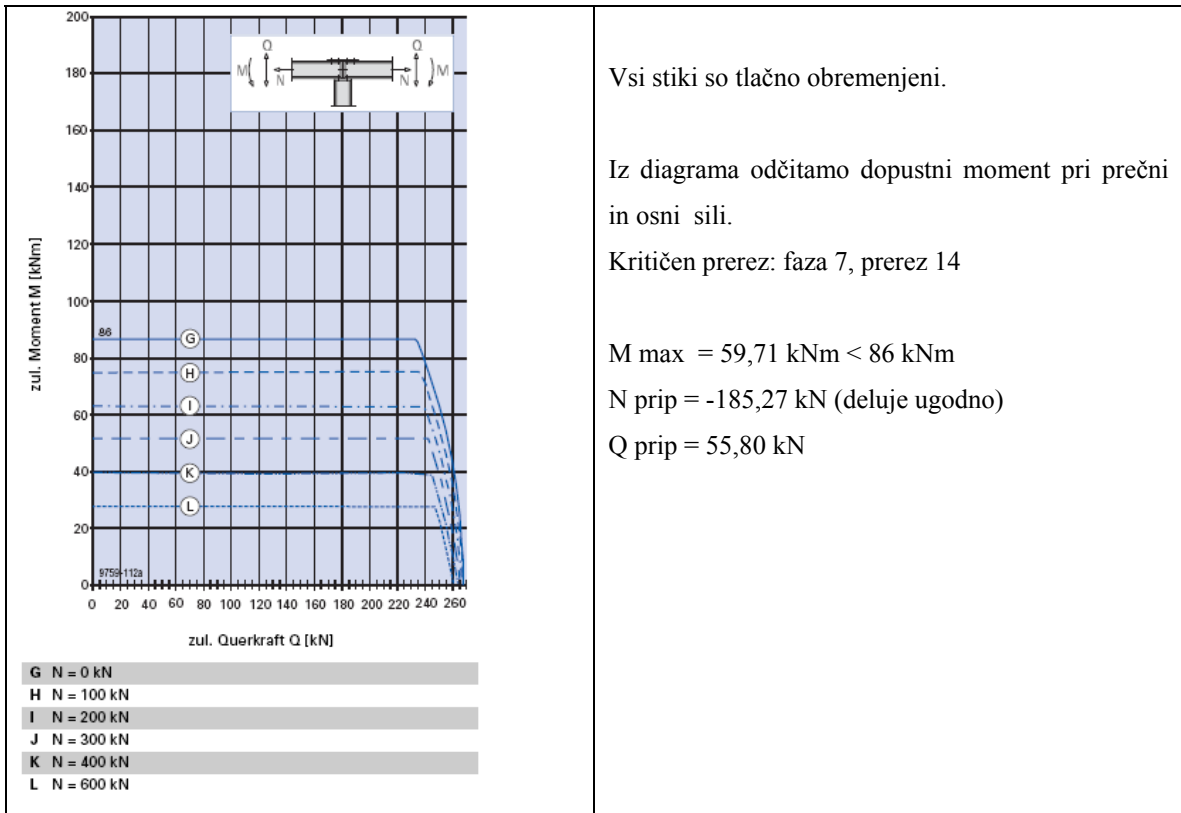 200
180
160
140
120
100
80
60
40
20
0
zul. Moment M [kNm]
Q
Q
M
N
N
M
86
G
H
I
J
K
L
9759-112a
0 20 40 60 80 100 120 140 160 180 200 220 240 260
zul. Querkraft Q [kN]
G N = 0 kN
H N = 100 kN
I N = 200 kN
J N = 300 kN
K N = 400 kN
L N = 600 kN
Vsi stiki so tlačno obremenjeni.
Iz diagrama odčitamo dopustni moment pri prečni
in osni sili.
Kritičen prerez: faza 7, prerez 14
M max = 59,71 kNm < 86 kNm
N prip = -185,27 kN (deluje ugodno)
Q prip = 55,80 kN